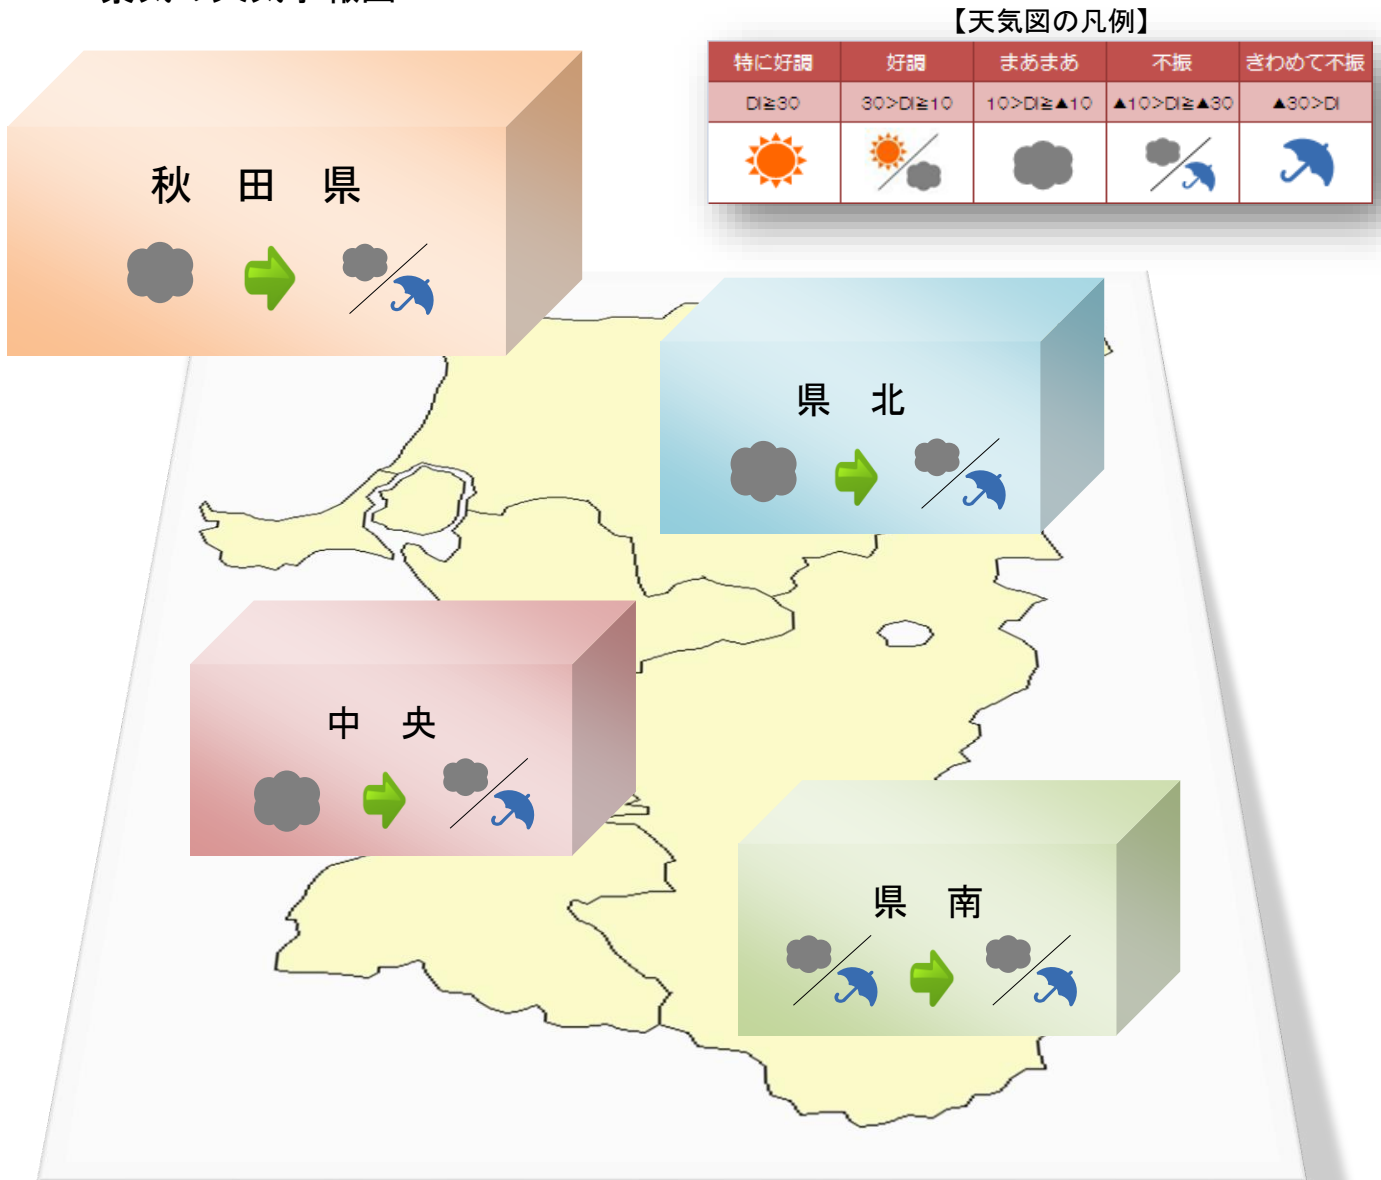 【天気図の凡例】
特に好調 好調 まあまあ 不振 きわめて不振
DI≧30 30>DI≧10 10>DI≧▲10 ▲10>DI≧▲30 ▲30>DI
秋 田 県
県 北
中 央
県 南